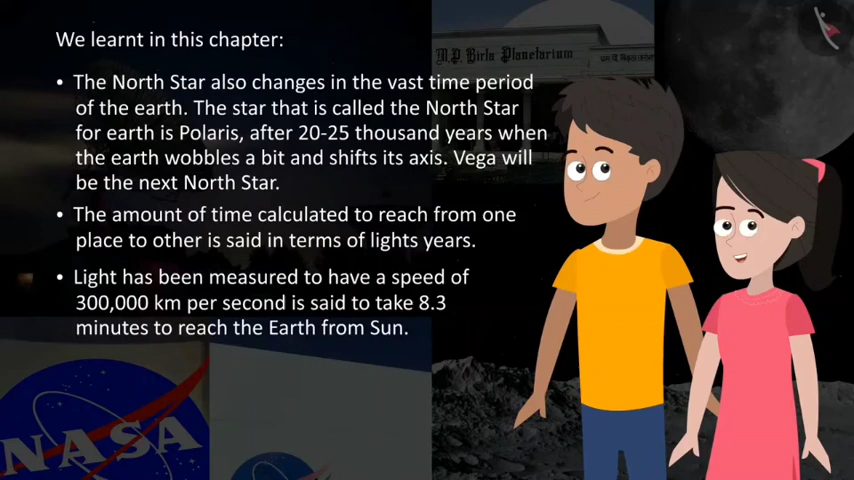 We learnt in this chapter:
M.P. Birla Planetarium
• The North Star also changes in the vast time period
of the earth. The star that is called the North Star
for earth is Polaris, after 20-25 thousand years when
the earth wobbles a bit and shifts its axis. Vega will
be the next North Star.
• The amount of time calculated to reach from one
place to other is said in terms of lights years.
• Light has been measured to have a speed of
300,000 km per second is said to take 8.3
minutes to reach the Earth from Sun.
NASA